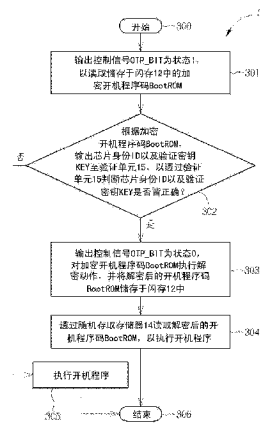 开始
300
输出控制信号OTP_BIT为状态1，
以读取储存于闪存12中的加
密开机程序码BootROM
301
根据加密
开机程序码BootROM，
输出芯片身份ID以及验证密钥
KEY至验证单元15，以透过验证
单元15判断芯片身份ID以及验证
密钥KEY是否皆正确？
否
302
是
输出控制信号OTP_BIT为状态0，
对加密开机程序码BootROM执行解
密动作，并将解密后的开机程序码
BootROM储存于闪存12中
303
通过随机存取存储器14读取解密后的开
机程序码BootROM，以执行开机程序
304
执行开机程序
305
结束
306